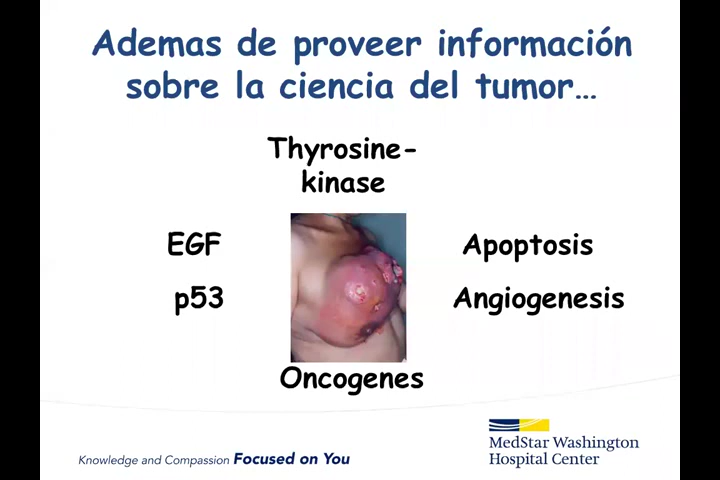 Ademas de proveer información
sobre la ciencia del tumor…
Thyrosine-
kinase
EGF
Apoptosis
p53
Angiogenesis
Oncogenes
MedStar Washington
Hospital Center
Knowledge and Compassion Focused on You